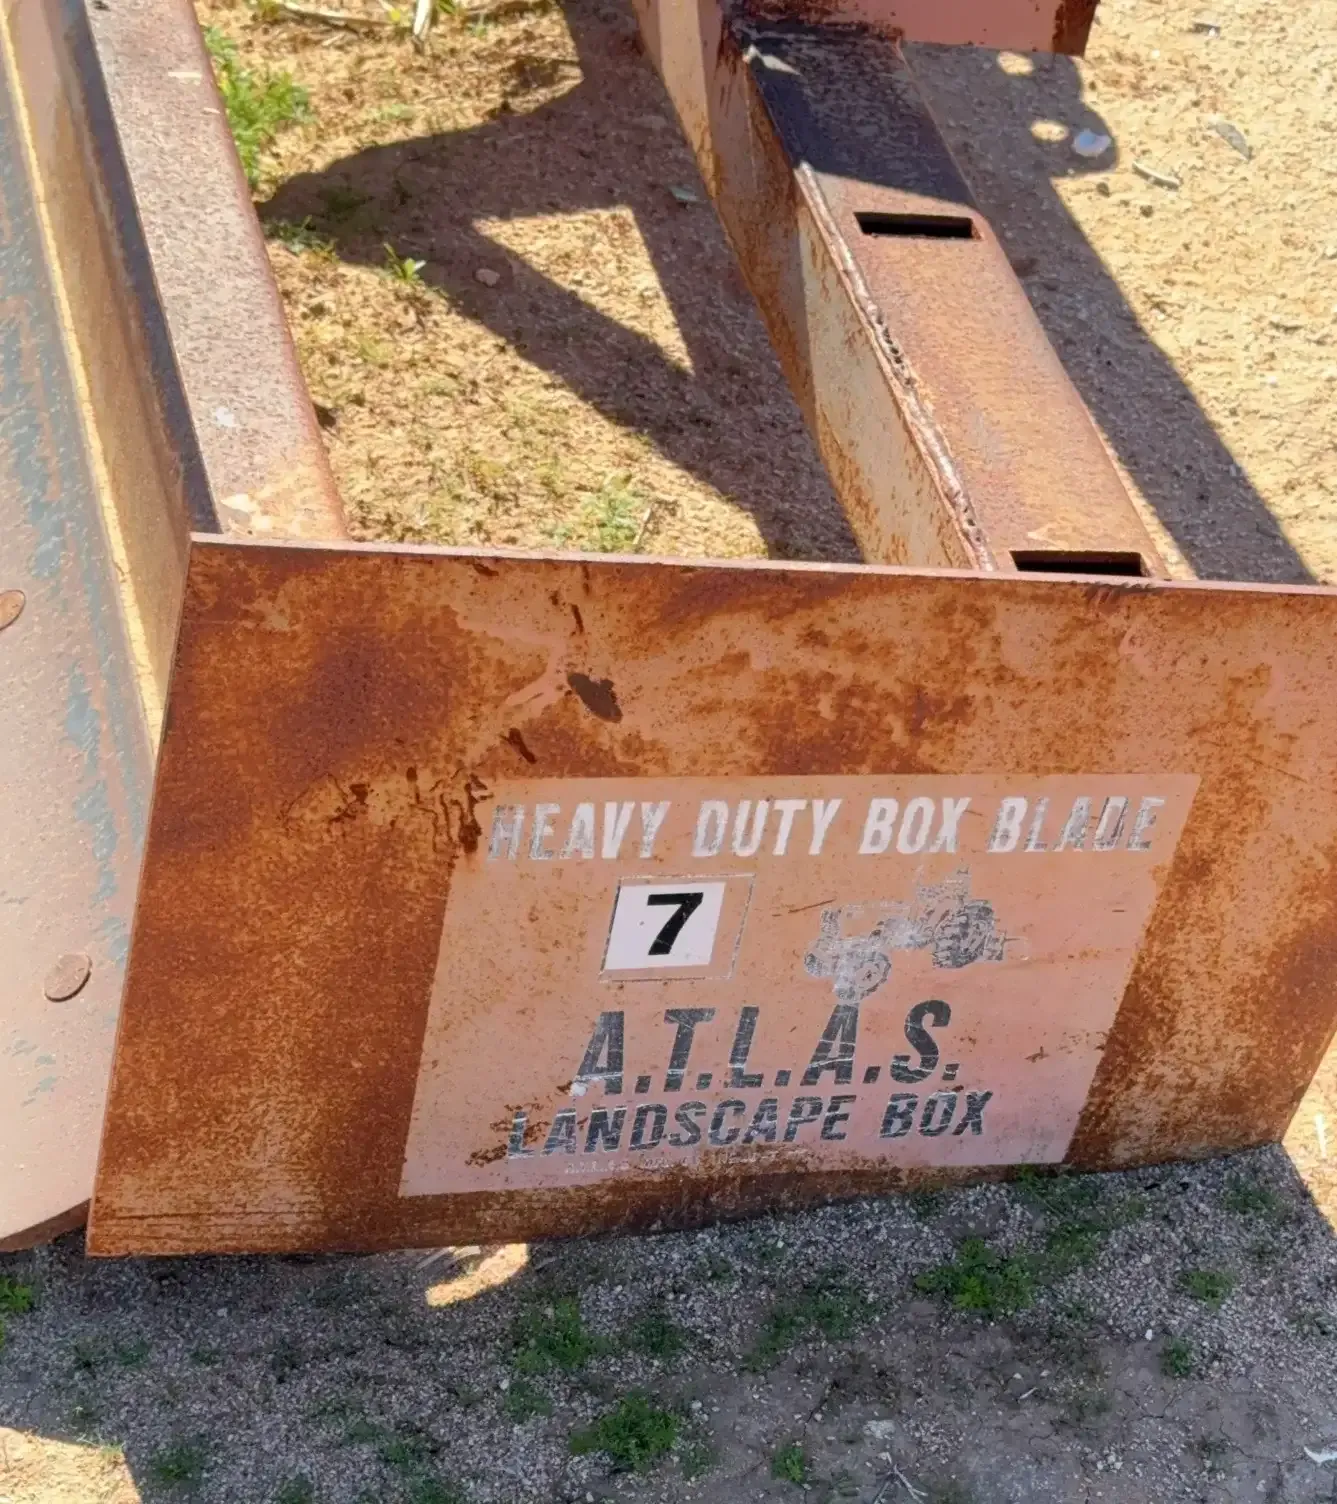 HEAVY DUTY BOX BLADE
7
A.T.L.A.S.
LANDSCAPE BOX